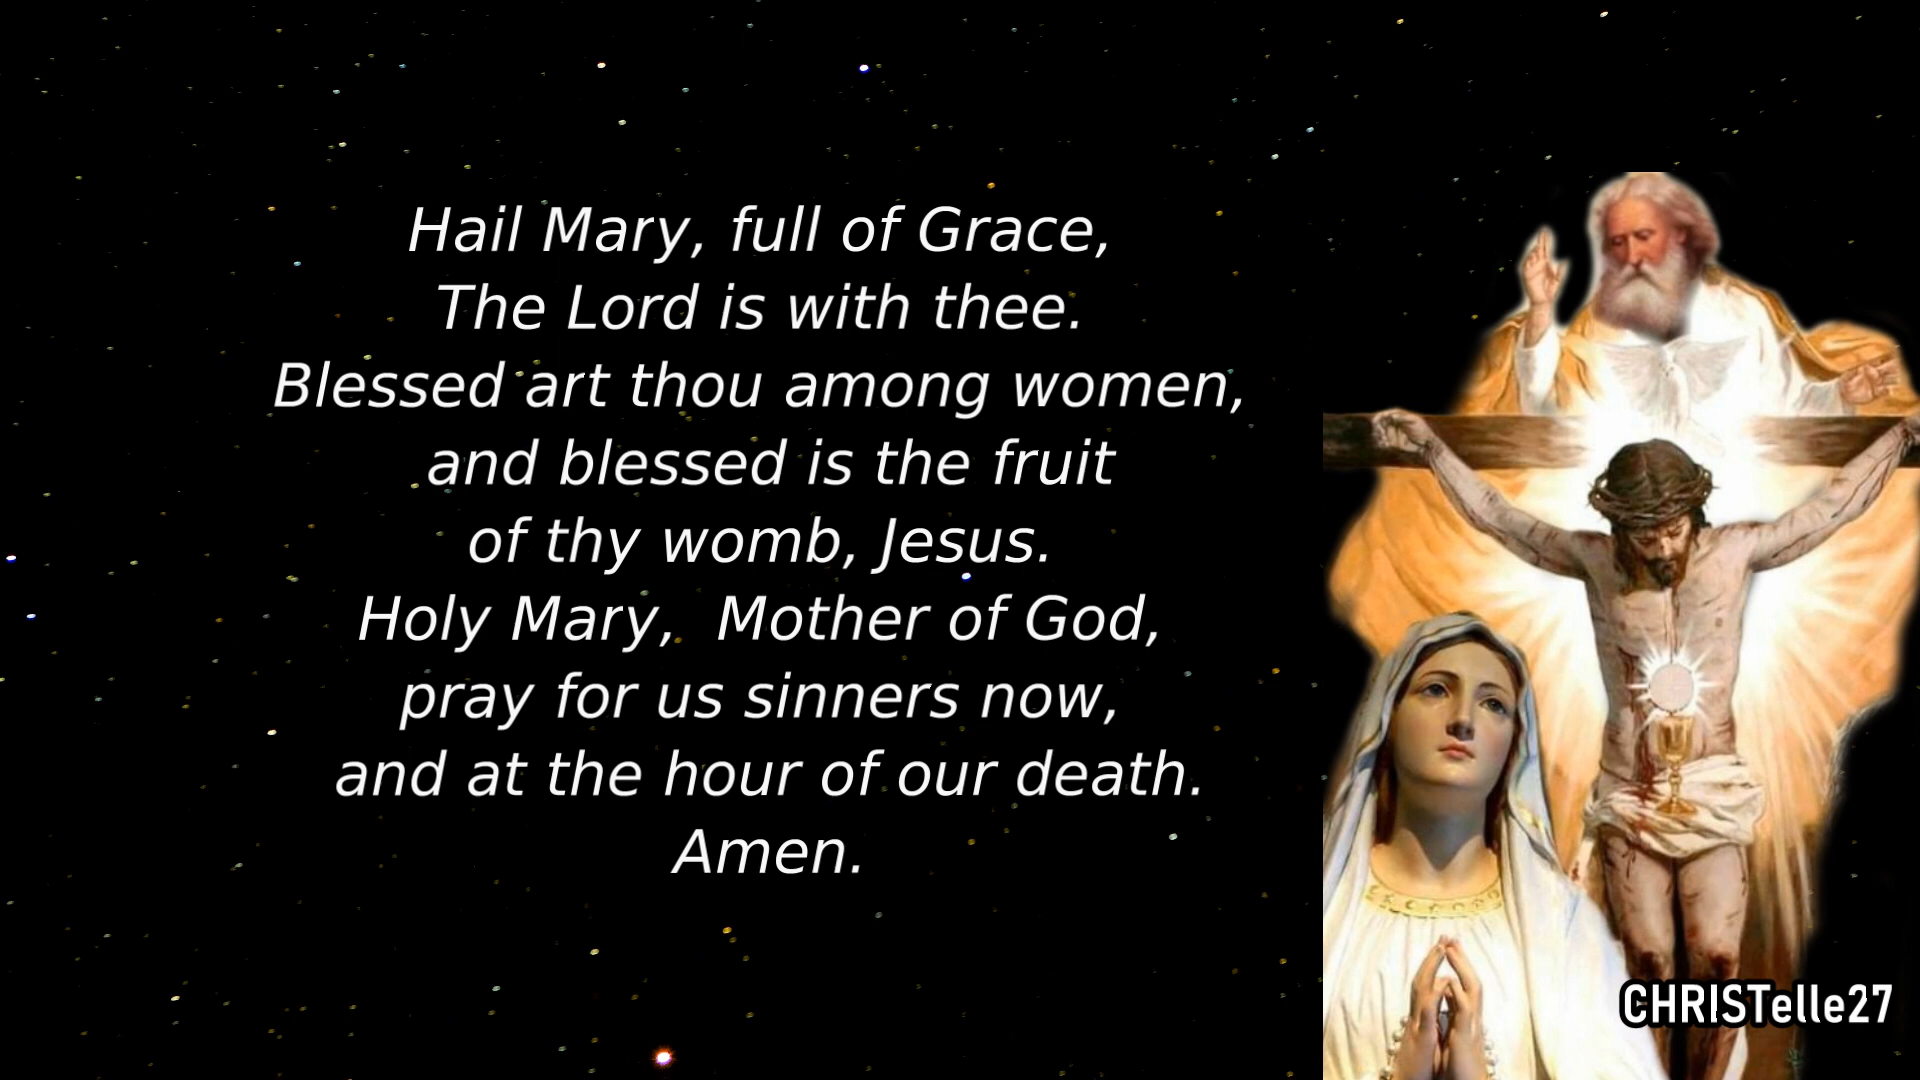 Hail Mary, full of Grace,
The Lord is with thee.
Blessed art thou among women,
and blessed is the fruit
of thy womb, Jesus.
Holy Mary,  Mother of God,
pray for us sinners now,
and at the hour of our death.
Amen.
CHRISTelle27